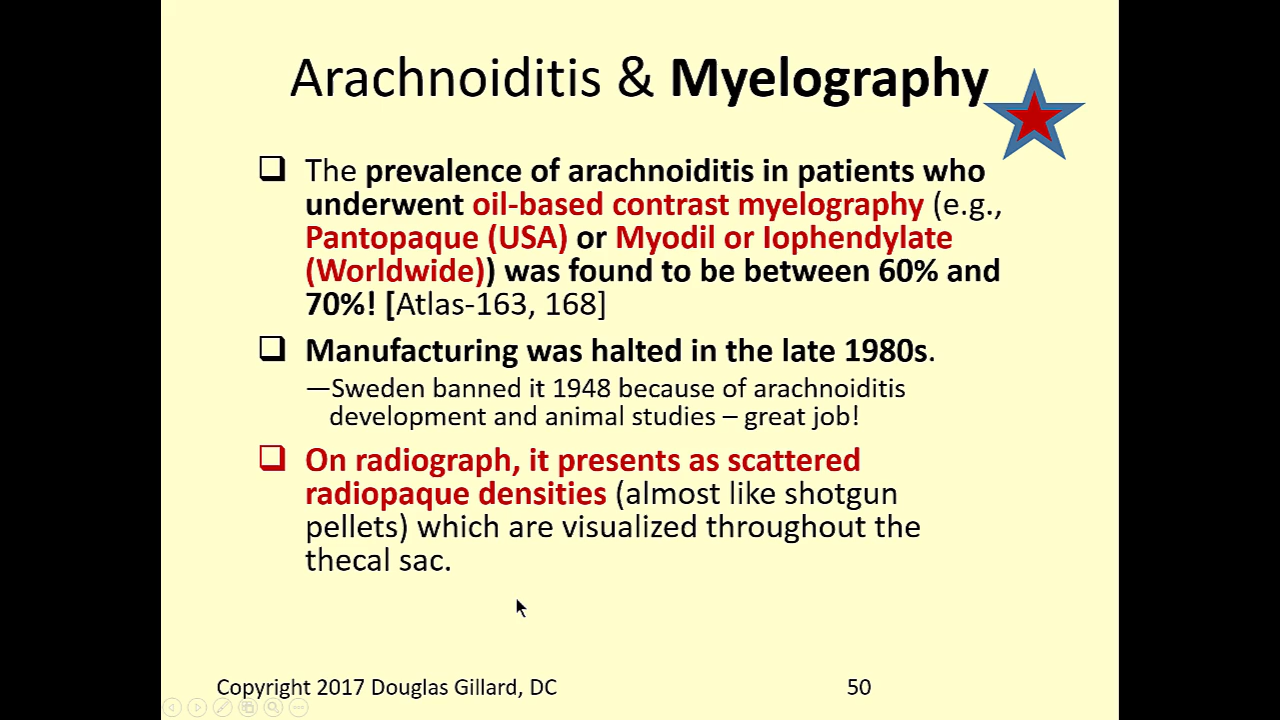 Arachnoiditis & Myelography
The prevalence of arachnoiditis in patients who
underwent oil-based contrast myelography (e.g.,
Pantopaque (USA) or Myodil or Iophendylate
(Worldwide)) was found to be between 60% and
70%! [Atlas-163, 168]
Manufacturing was halted in the late 1980s.
—Sweden banned it 1948 because of arachnoiditis
development and animal studies – great job!
On radiograph, it presents as scattered
radiopaque densities (almost like shotgun
pellets) which are visualized throughout the
thecal sac.
Copyright 2017 Douglas Gillard, DC
50